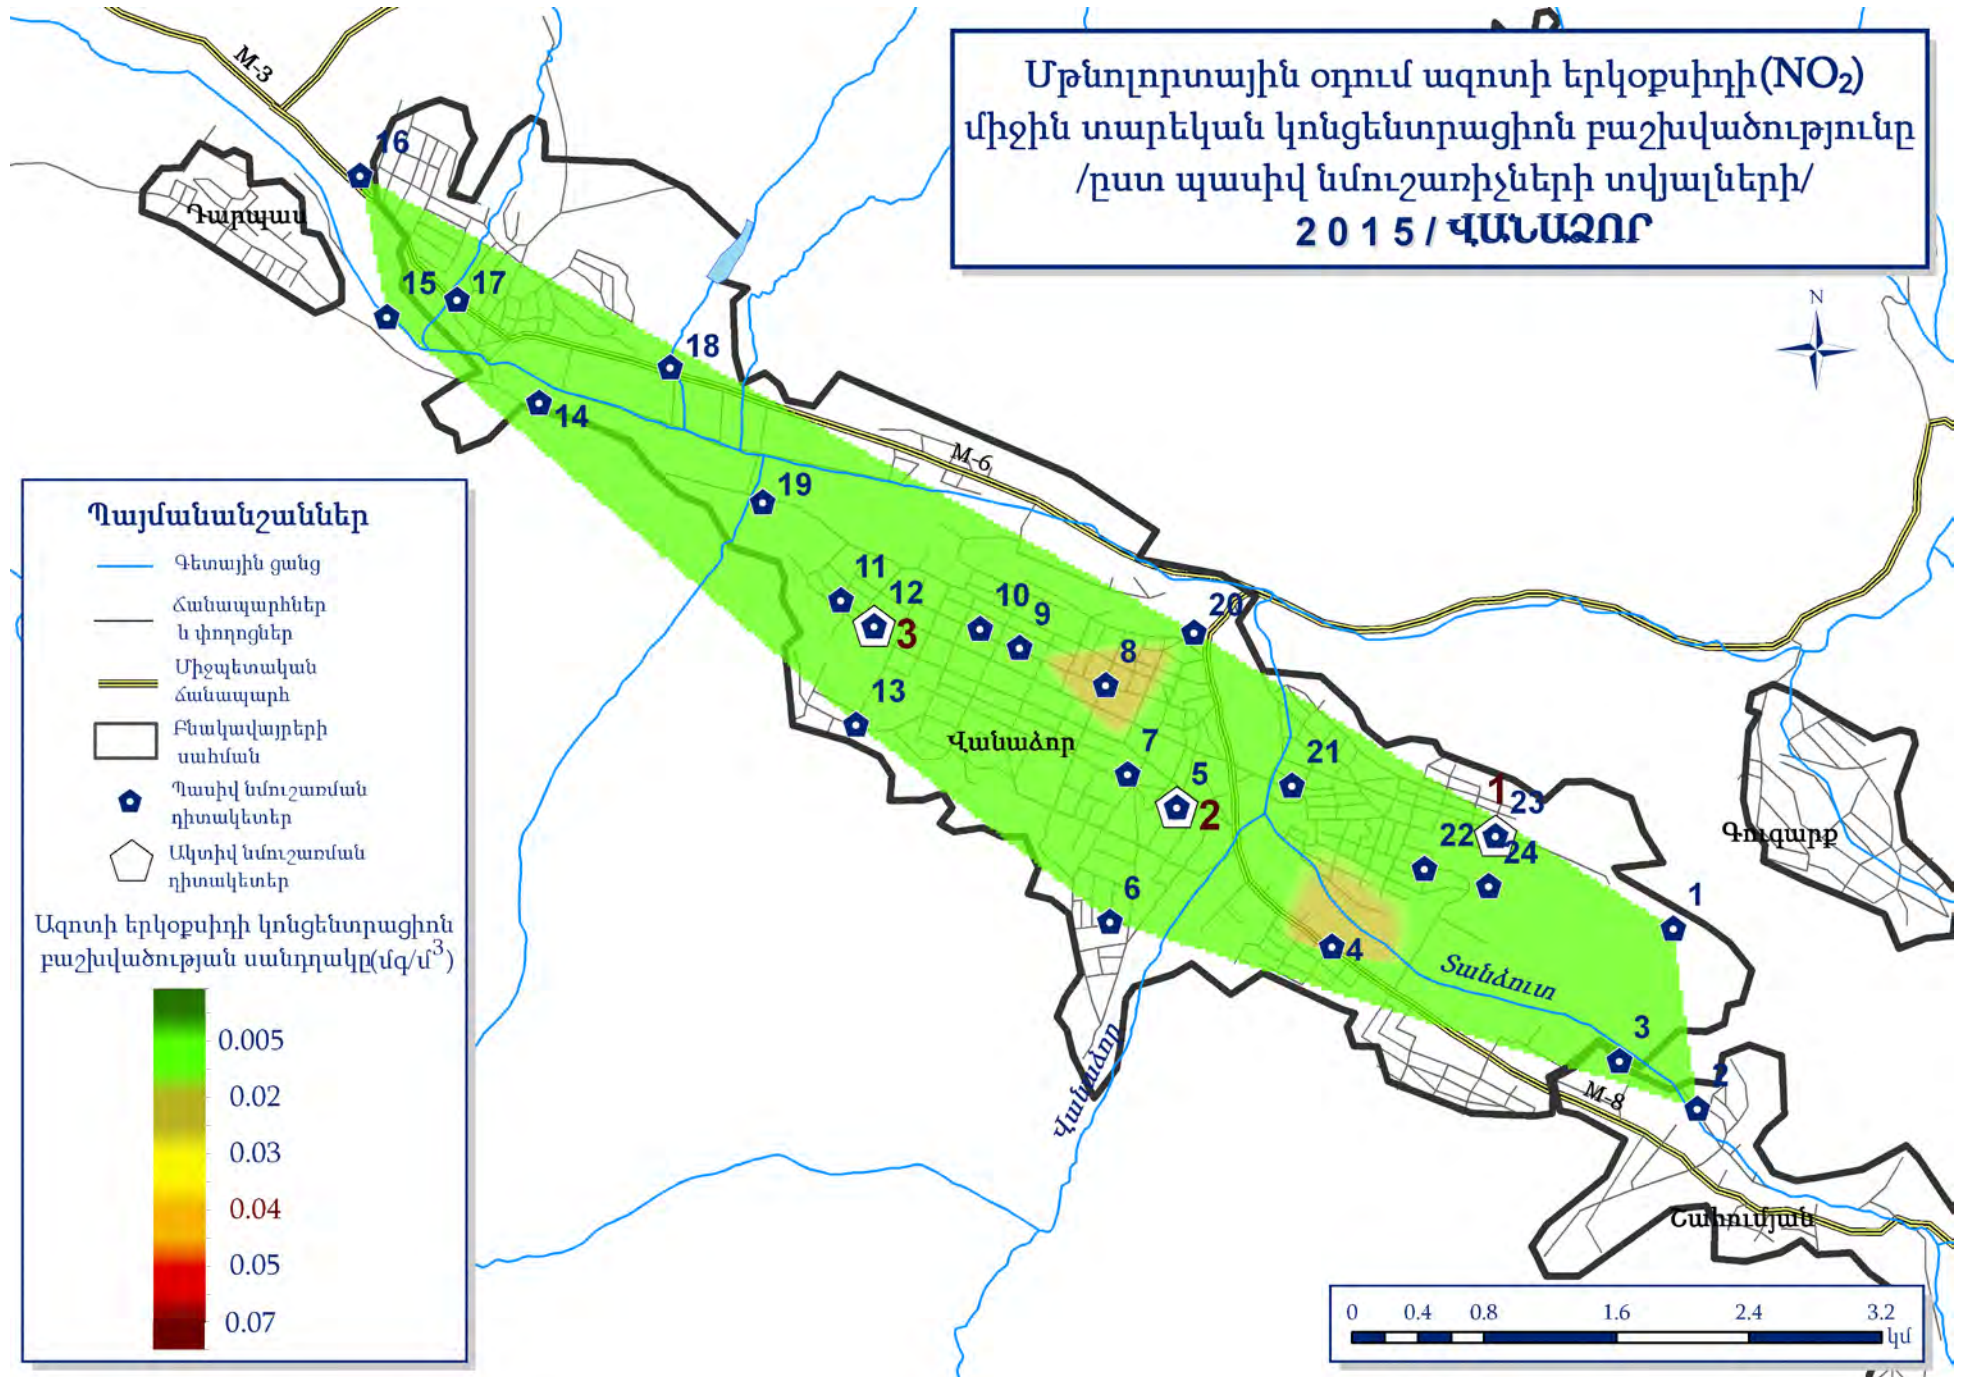 Մթնոլորտային օդում ազոտի երկօքսիդի(NO₂)
միջին տարեկան կոնցենտրացիոն բաշխվածությունը
/ըստ պասիվ նմուշառիչների տվյալների/
2 0 1 5 / ՎԱՆԱՁՈՐ
N
M-3
16
Դարպաս
15
17
18
14
M-6
19
11
12
3
10
9
20
8
13
Վանաձոր
7
5
2
21
1
23
22
24
Գուգարք
6
4
1
Տանձուտ
3
2
M-8
Վանաձոր
Շահումյան
Պայմանանշաններ
Գետային ցանց
Ճանապարհներ
և փողոցներ
Միջպետական
ճանապարհ
Բնակավայրերի
սահման
Պասիվ նմուշառման
դիտակետեր
Ակտիվ նմուշառման
դիտակետեր
Ազոտի երկօքսիդի կոնցենտրացիոն
բաշխվածության սանդղակը(մգ/մ³)
0.005
0.02
0.03
0.04
0.05
0.07
0 0.4 0.8 1.6 2.4 3.2
կմ